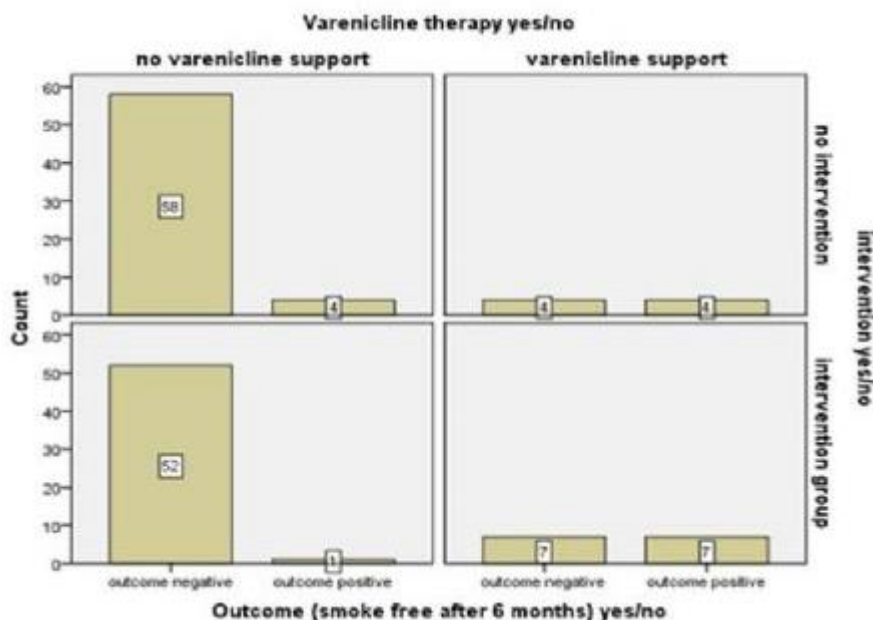 Varenicline therapy yes/no
no varenicline support
varenicline support
60
50
40
30
20
10
0
58
4
4
4
no intervention
60
50
40
30
20
10
0
52
1
7
7
intervention group
Count
intervention yes/no
outcome negative
outcome positive
outcome negative
outcome positive
Outcome (smoke free after 6 months) yes/no